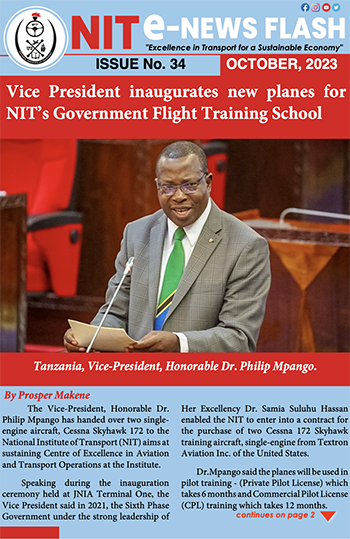 NIT e-NEWS FLASH
"Excellence in Transport for a Sustainable Economy"
ISSUE No. 34
OCTOBER, 2023
Vice President inaugurates new planes for
NIT's Government Flight Training School
Tanzania, Vice-President, Honorable Dr. Philip Mpango.
By Prosper Makene
The Vice-President, Honorable Dr.
Philip Mpango has handed over two single-
engine aircraft, Cessna Skyhawk 172 to the
National Institute of Transport (NIT) aims at
sustaining Centre of Excellence in Aviation
and Transport Operations at the Institute.
Speaking during the inauguration
ceremony held at JNIA Terminal One, the
Vice President said in 2021, the Sixth Phase
Government under the strong leadership of
Her Excellency Dr. Samia Suluhu Hassan
enabled the NIT to enter into a contract for
the purchase of two Cessna 172 Skyhawk
training aircraft, single-engine from Textron
Aviation Inc. of the United States.
Dr.Mpango said the planes will be used in
pilot training - (Private Pilot License) which
takes 6 months and Commercial Pilot License
(CPL) training which takes 12 months.
continues on page 2